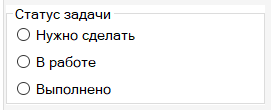 Статус задачи
Нужно сделать
В работе
Выполнено